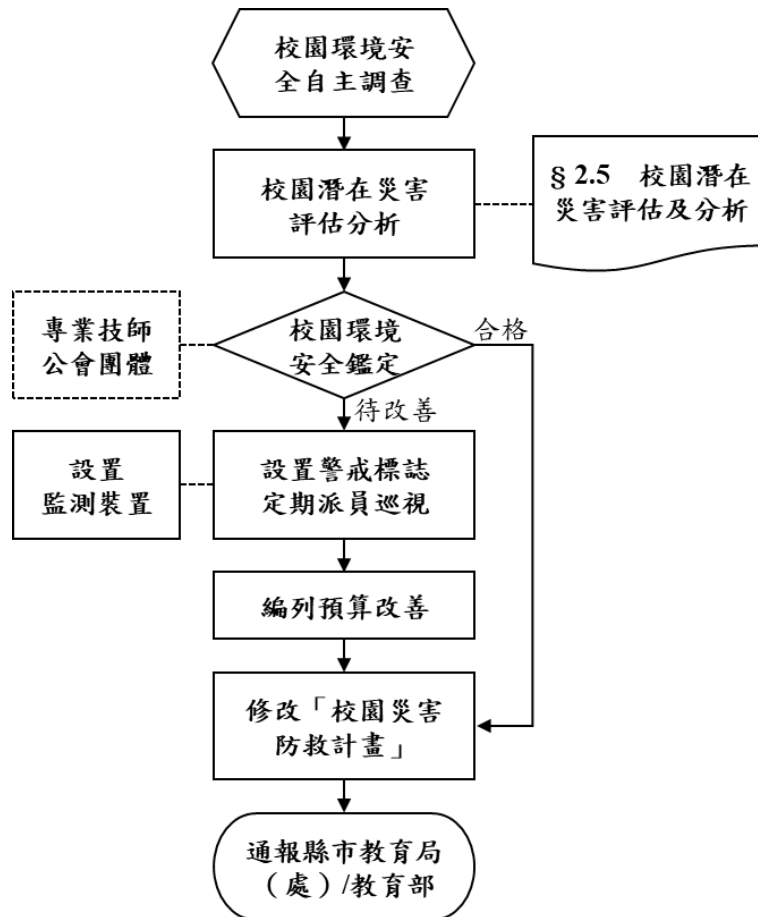 校園環境安
全自主調查
校園潛在災害
評估分析
§ 2.5 校園潛在
災害評估及分析
專業技師
公會團體
校園環境
安全鑑定
合格
待改善
設置
監測裝置
設置警戒標誌
定期派員巡視
編列預算改善
修改「校園災害
防救計畫」
通報縣市教育局
（處）/教育部